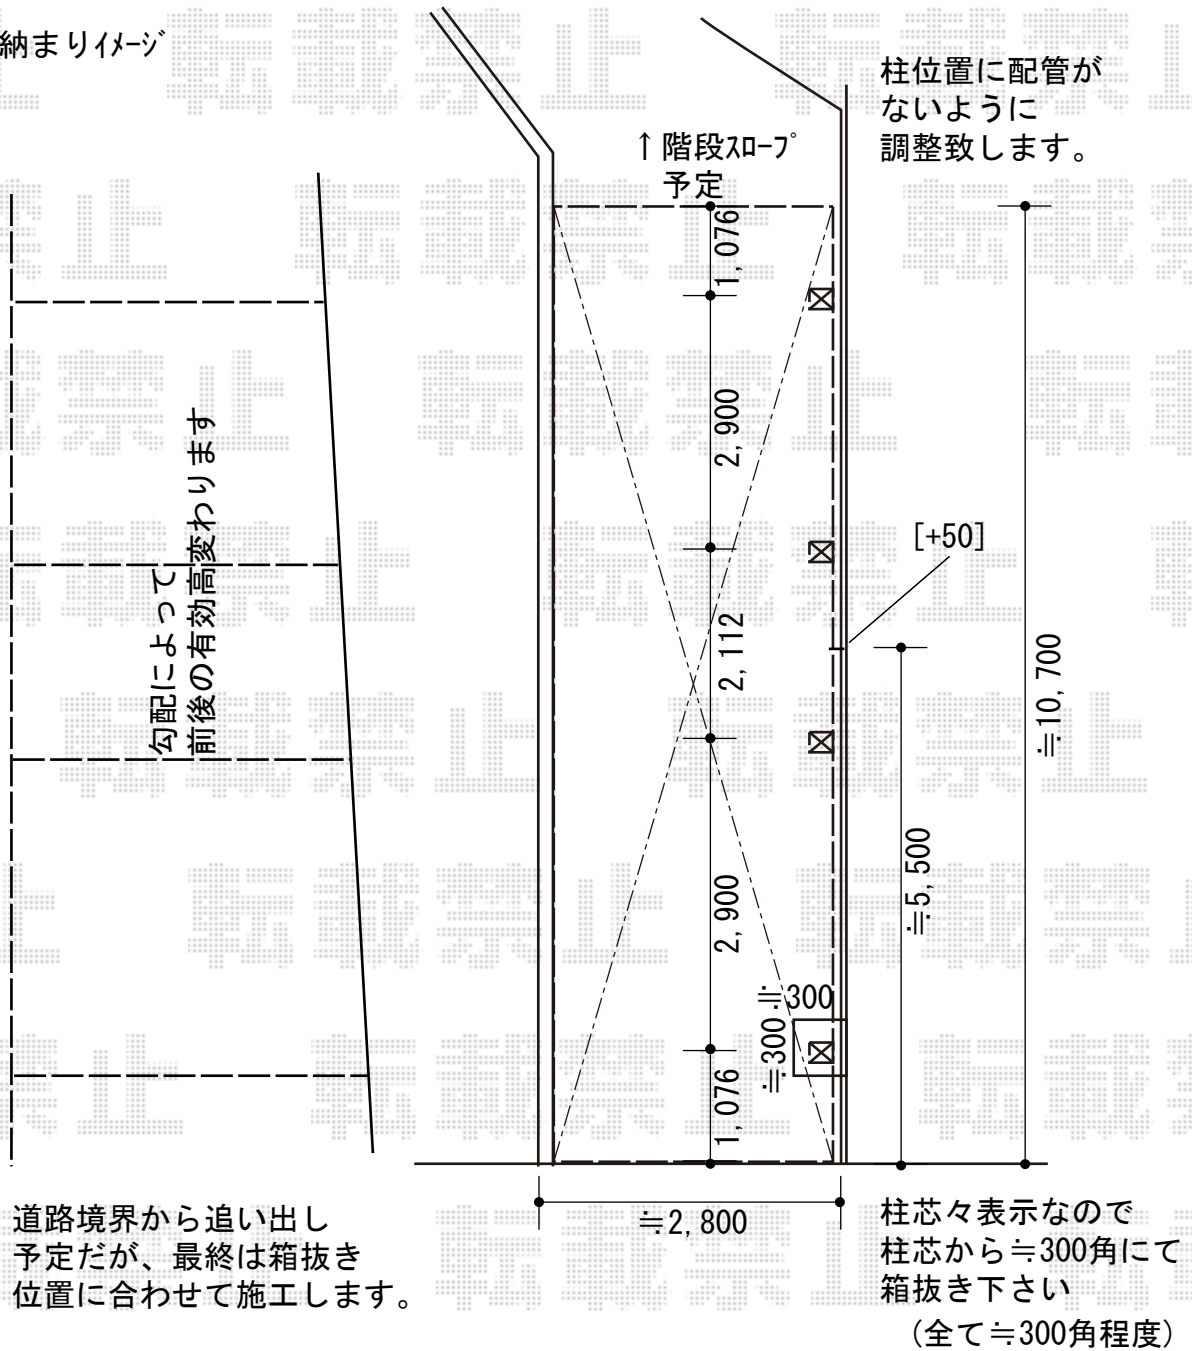 納まりイメージ
柱位置に配管が
ないように
調整致します。
↑階段スロープ
予定
1,076
2,900
2,112
2,900
1,076
[+50]
≒10,700
≒5,500
≒300
≒300
≒2,800
勾配によって
前後の有効高変わります
道路境界から追い出し
予定だが、最終は箱抜き
位置に合わせて施工します。
柱芯々表示なので
柱芯から≒300角にて
箱抜き下さい
(全て≒300角程度)
転載禁止